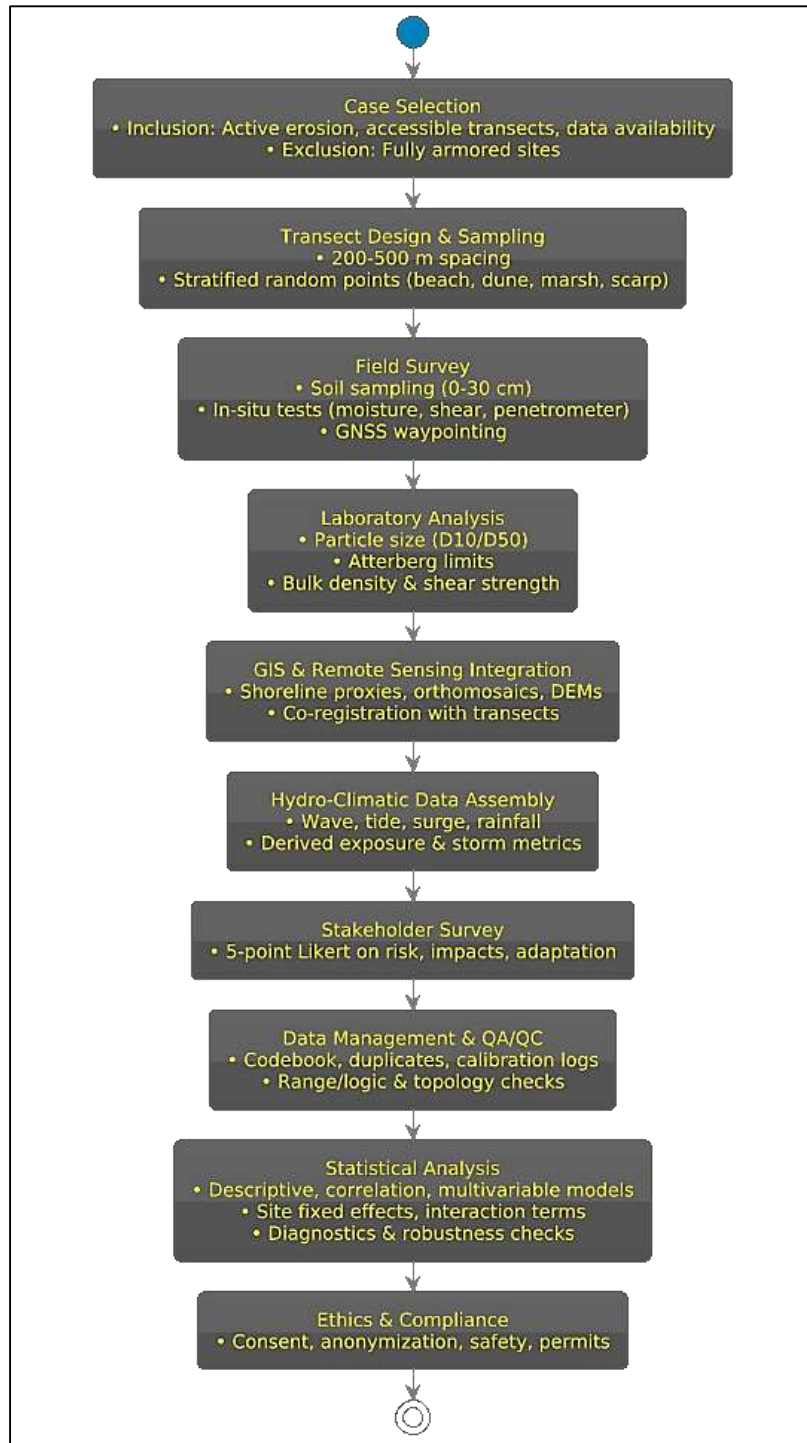 Case Selection
• Inclusion: Active erosion, accessible transects, data availability
• Exclusion: Fully armored sites
Transect Design & Sampling
• 200-500 m spacing
• Stratified random points (beach, dune, marsh, scarp)
Field Survey
• Soil sampling (0-30 cm)
• In-situ tests (moisture, shear, penetrometer)
• GNSS waypointing
Laboratory Analysis
• Particle size (D10/D50)
• Atterberg limits
• Bulk density & shear strength
GIS & Remote Sensing Integration
• Shoreline proxies, orthomosaics, DEMs
• Co-registration with transects
Hydro-Climatic Data Assembly
• Wave, tide, surge, rainfall
• Derived exposure & storm metrics
Stakeholder Survey
• 5-point Likert on risk, impacts, adaptation
Data Management & QA/QC
• Codebook, duplicates, calibration logs
• Range/logic & topology checks
Statistical Analysis
• Descriptive, correlation, multivariable models
• Site fixed effects, interaction terms
• Diagnostics & robustness checks
Ethics & Compliance
• Consent, anonymization, safety, permits